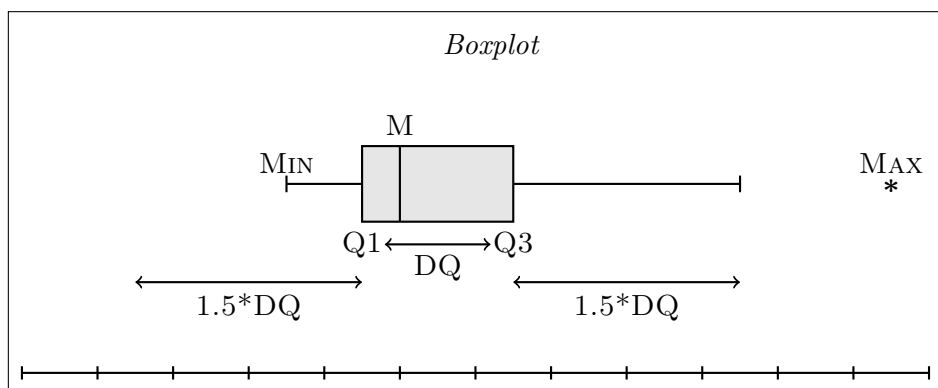 Boxplot
M
MIN
MAX
*
Q1
Q3
DQ
1.5*DQ
1.5*DQ